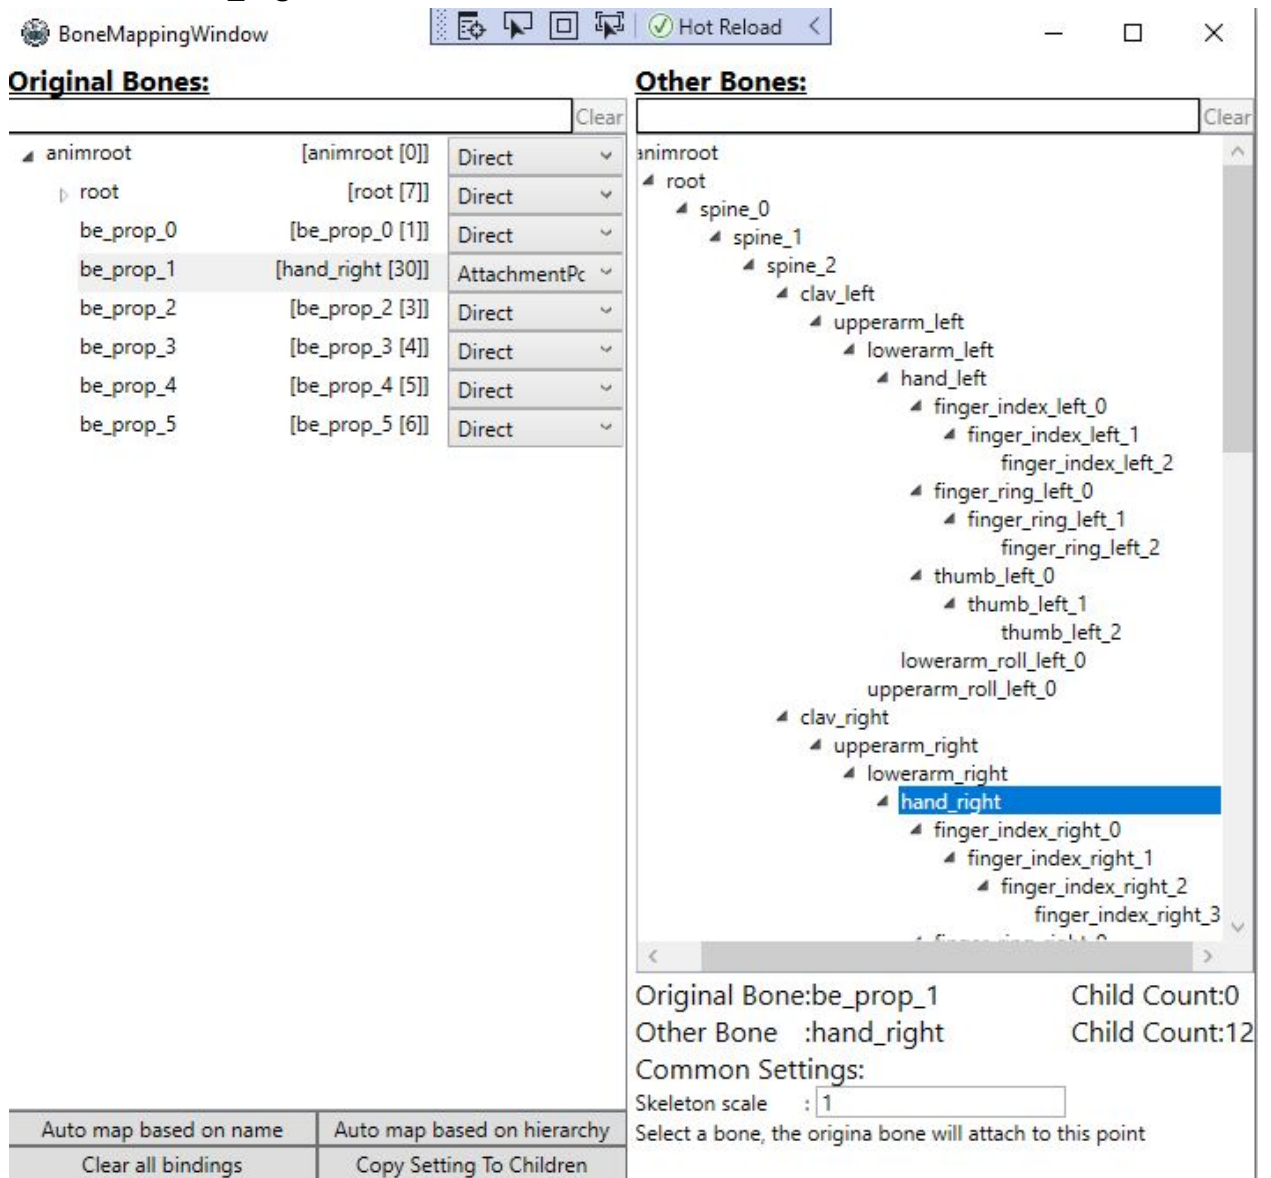 BoneMappingWindow
Hot Reload
Original Bones:
Clear
animroot [animroot [0]] Direct
root [root [7]] Direct
be_prop_0 [be_prop_0 [1]] Direct
be_prop_1 [hand_right [30]] AttachmentPc
be_prop_2 [be_prop_2 [3]] Direct
be_prop_3 [be_prop_3 [4]] Direct
be_prop_4 [be_prop_4 [5]] Direct
be_prop_5 [be_prop_5 [6]] Direct
Auto map based on name Auto map based on hierarchy
Clear all bindings Copy Setting To Children
Other Bones:
Clear
animroot
root
spine_0
spine_1
spine_2
clav_left
upperarm_left
lowerarm_left
hand_left
finger_index_left_0
finger_index_left_1
finger_index_left_2
finger_ring_left_0
finger_ring_left_1
finger_ring_left_2
thumb_left_0
thumb_left_1
thumb_left_2
lowerarm_roll_left_0
upperarm_roll_left_0
clav_right
upperarm_right
lowerarm_right
hand_right
finger_index_right_0
finger_index_right_1
finger_index_right_2
finger_index_right_3
Original Bone:be_prop_1 Child Count:0
Other Bone :hand_right Child Count:12
Common Settings:
Skeleton scale : 1
Select a bone, the origina bone will attach to this point